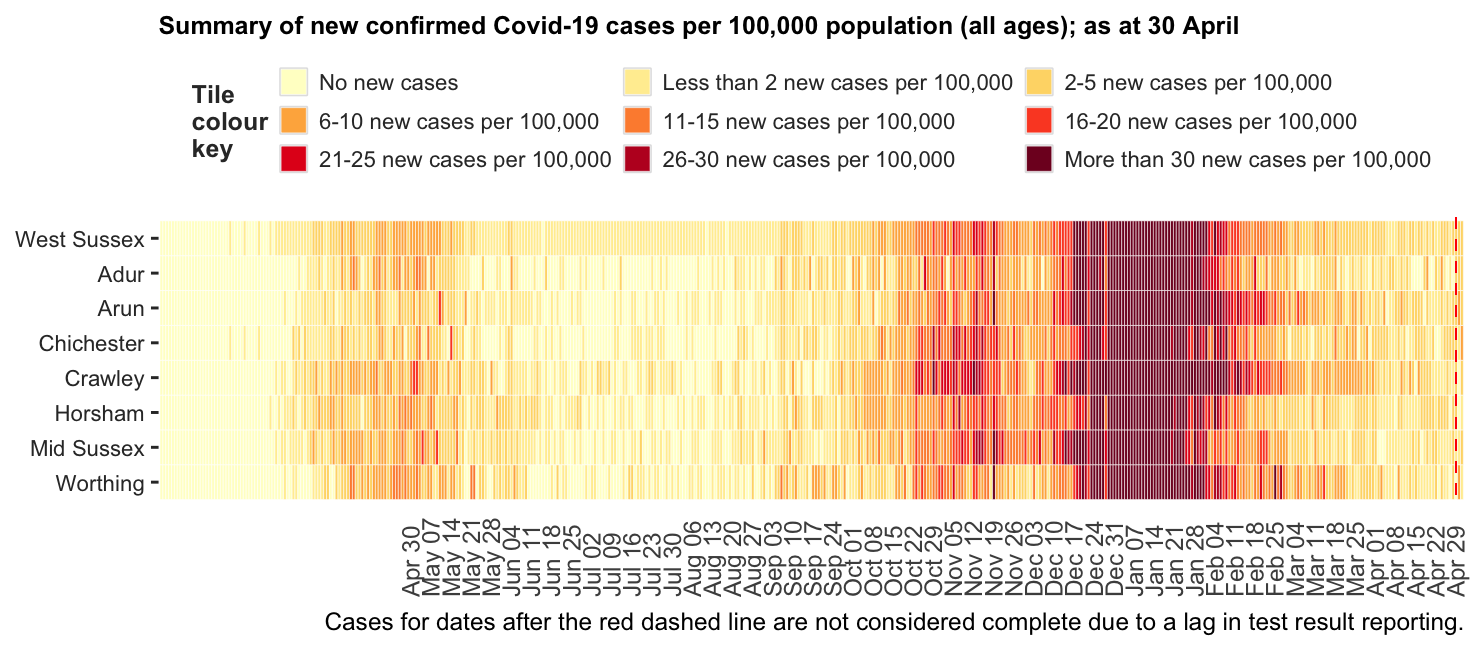 Summary of new confirmed Covid-19 cases per 100,000 population (all ages); as at 30 April
Tile colour key
No new cases
Less than 2 new cases per 100,000
2-5 new cases per 100,000
6-10 new cases per 100,000
11-15 new cases per 100,000
16-20 new cases per 100,000
21-25 new cases per 100,000
26-30 new cases per 100,000
More than 30 new cases per 100,000
West Sussex
Adur
Arun
Chichester
Crawley
Horsham
Mid Sussex
Worthing
Apr 30
May 07
May 14
May 21
May 28
Jun 04
Jun 11
Jun 18
Jun 25
Jul 02
Jul 09
Jul 16
Jul 23
Jul 30
Aug 06
Aug 13
Aug 20
Aug 27
Sep 03
Sep 10
Sep 17
Sep 24
Oct 01
Oct 08
Oct 15
Oct 22
Oct 29
Nov 05
Nov 12
Nov 19
Nov 26
Dec 03
Dec 10
Dec 17
Dec 24
Dec 31
Jan 07
Jan 14
Jan 21
Jan 28
Feb 04
Feb 11
Feb 18
Feb 25
Mar 04
Mar 11
Mar 18
Mar 25
Apr 01
Apr 08
Apr 15
Apr 22
Apr 29
Cases for dates after the red dashed line are not considered complete due to a lag in test result reporting.